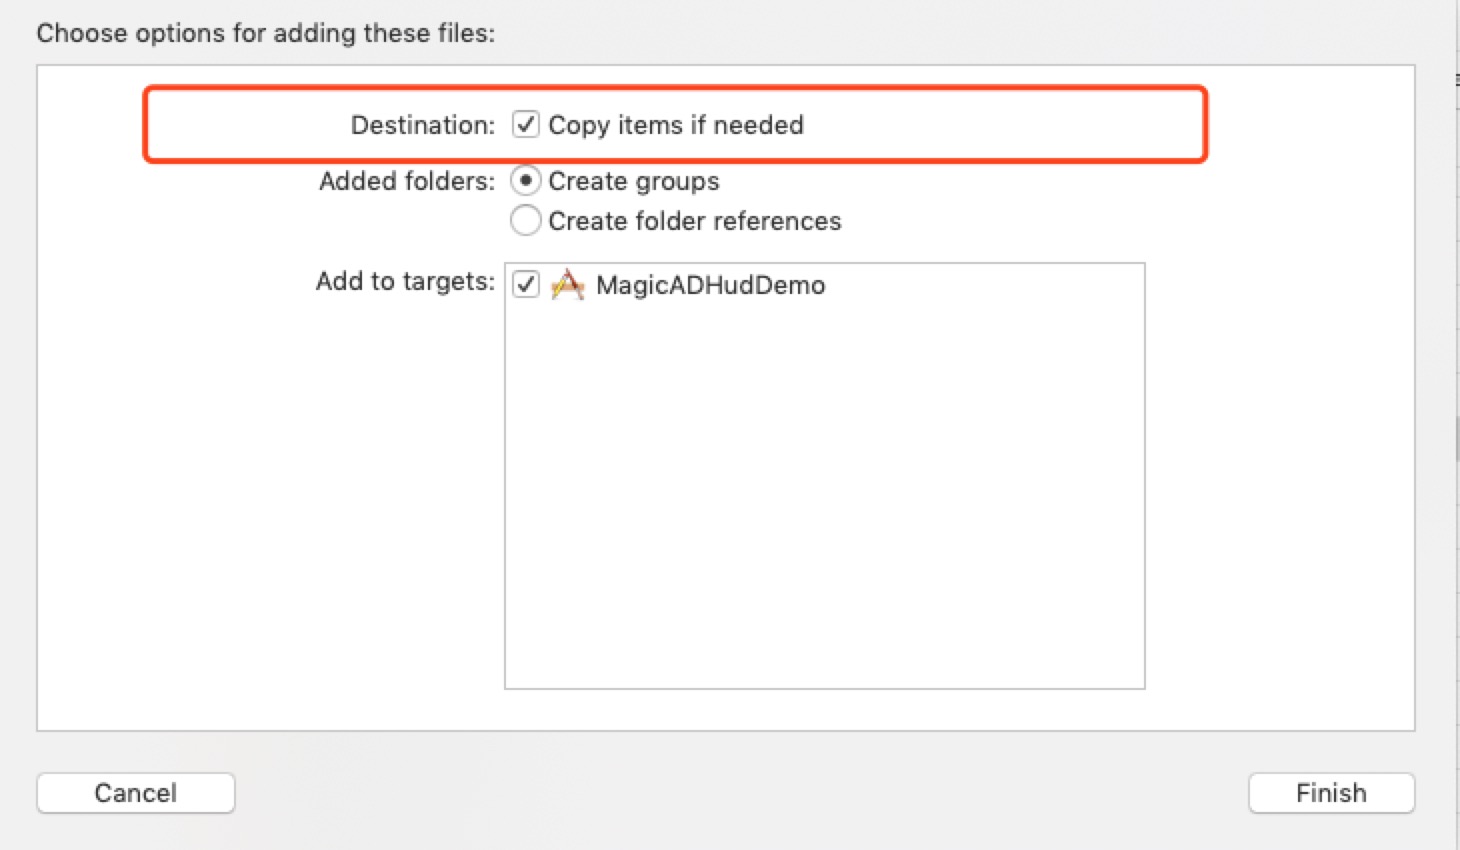 Choose options for adding these files:
Destination: Copy items if needed
Added folders: Create groups
Create folder references
Add to targets: MagicADHudDemo
Cancel Finish